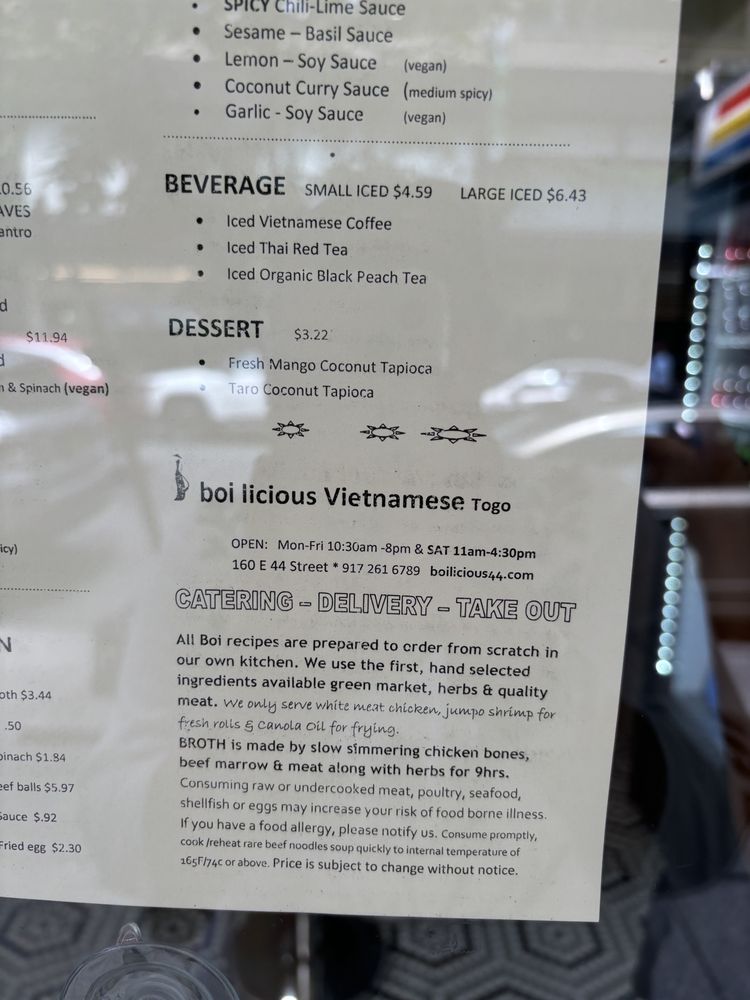 SPICY Chili-Lime Sauce
Sesame – Basil Sauce
Lemon – Soy Sauce (vegan)
Coconut Curry Sauce (medium spicy)
Garlic - Soy Sauce (vegan)
BEVERAGE SMALL ICED $4.59 LARGE ICED $6.43
Iced Vietnamese Coffee
Iced Thai Red Tea
Iced Organic Black Peach Tea
DESSERT $3.22
Fresh Mango Coconut Tapioca
Taro Coconut Tapioca
boi licious Vietnamese Togo
OPEN: Mon-Fri 10:30am -8pm & SAT 11am-4:30pm
160 E 44 Street * 917 261 6789 boilicious44.com
CATERING – DELIVERY – TAKE OUT
All Boi recipes are prepared to order from scratch in
our own kitchen. We use the first, hand selected
ingredients available green market, herbs & quality
meat. We only serve white meat chicken, jumpo shrimp for
fresh rolls & Canola Oil for frying.
BROTH is made by slow simmering chicken bones,
beef marrow & meat along with herbs for 9hrs.
Consuming raw or undercooked meat, poultry, seafood,
shellfish or eggs may increase your risk of food borne illness.
If you have a food allergy, please notify us. Consume promptly,
cook /reheat rare beef noodles soup quickly to internal temperature of
165F/74c or above. Price is subject to change without notice.
$11.94
& Spinach (vegan)
$3.44
.50
$1.84
balls $5.97
Sauce $.92
Fried egg $2.30